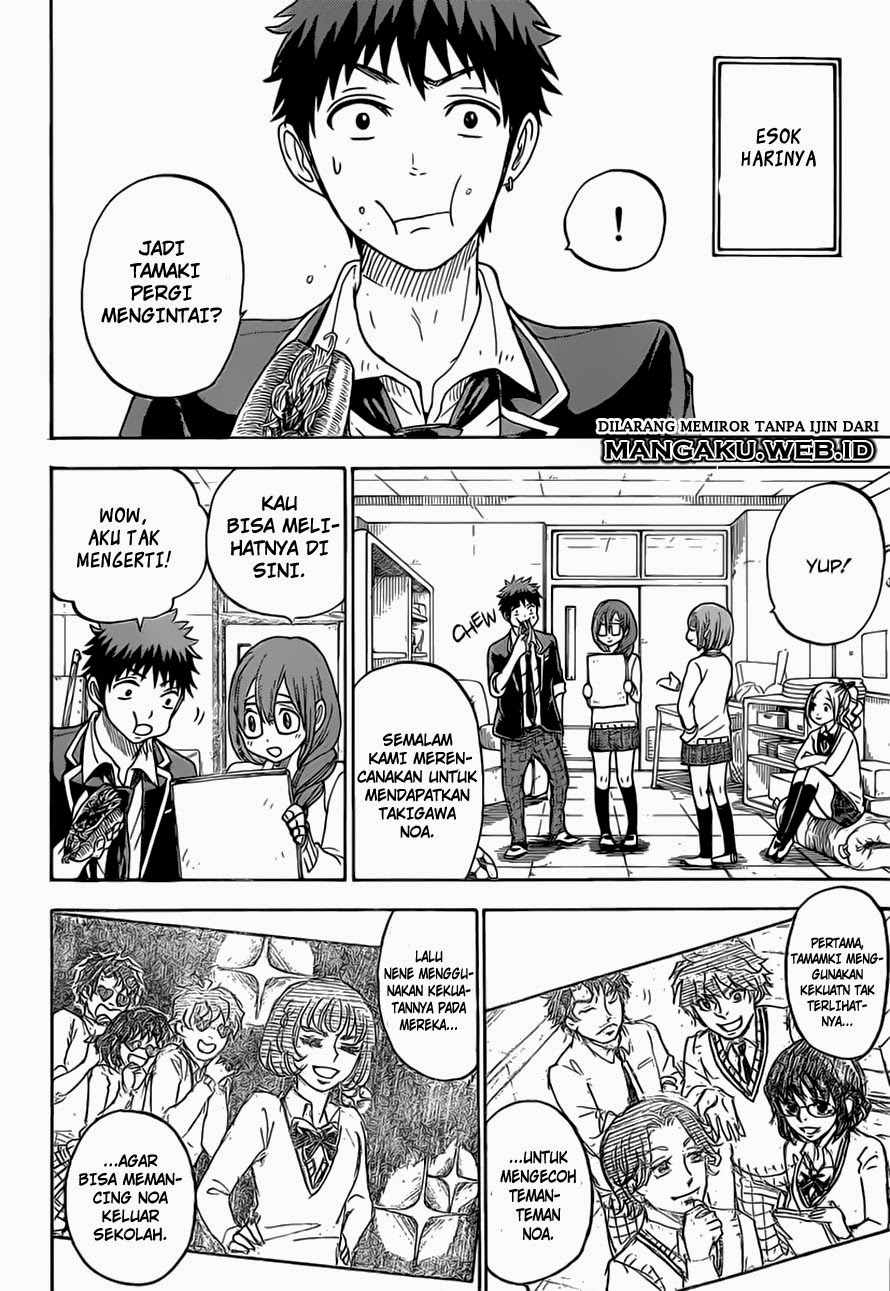 ESOK
HARINYA
!
JADI
TAMAKI
PERGI
MENGINTAI?
DILARANG MEMIROR TANPA IJIN DARI
MANGAKU.WEB.ID
YUP!
CHEW
SEMALAM
KAMI MEREN-
CANAKAN UNTUK
MENDAPATKAN
TAKIGAWA
NOA.
KAU
BISA MELI-
HATNYA DI
SINI.
WOW,
AKU TAK
MENGERTI!
PERTAMA,
TAMAMKI MENG-
GUNAKAN
KEKUATN TAK
TERLIHAT-
NYA...
...UNTUK
MENGECOH
TEMAN-
TEMAN
NOA.
LALU
NENE MENGGU-
NAKAN KEKUA-
TANNYA PADA
MEREKA...
...AGAR
BISA MEMAN-
CING NOA
KELUAR
SEKOLAH.